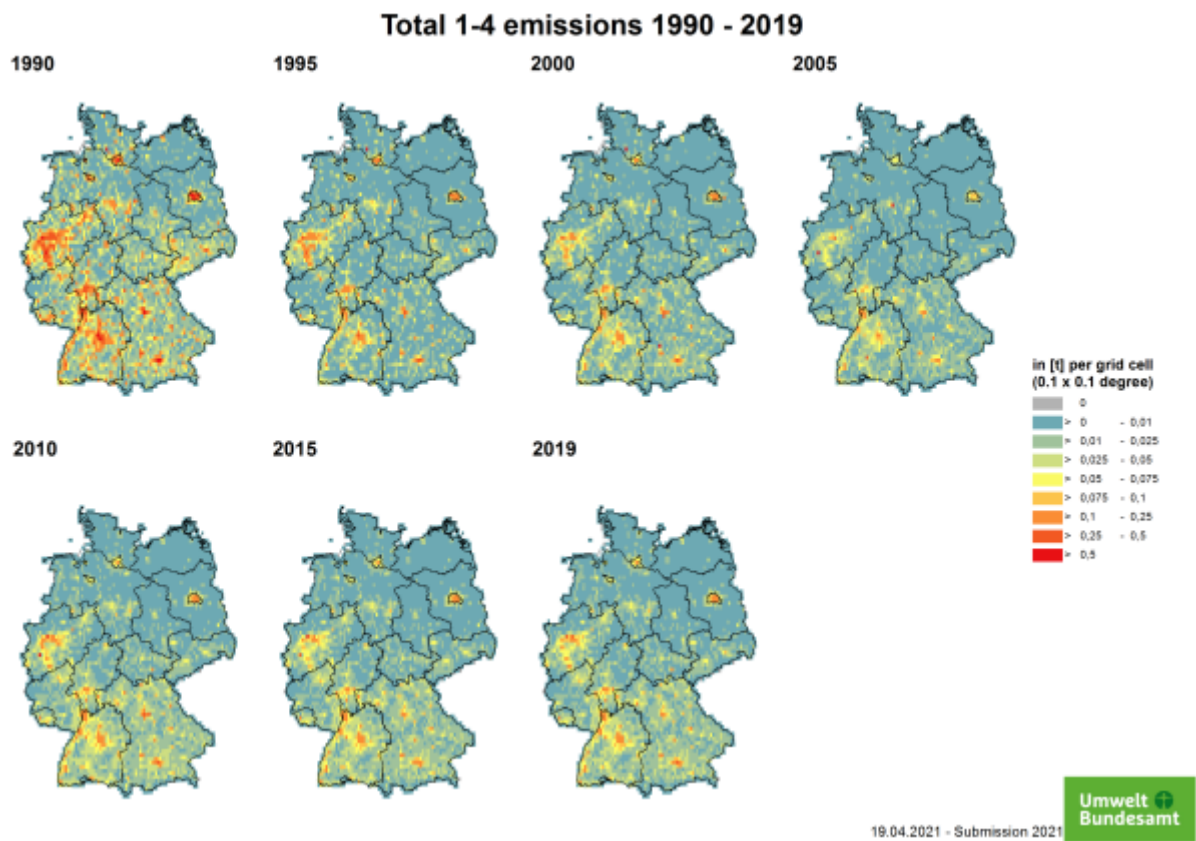 Total 1-4 emissions 1990 - 2019
1990
1995
2000
2005
in [t] per grid cell
(0.1 x 0.1 degree)
0
> 0 - 0,01
> 0,01 - 0,025
> 0,025 - 0,05
> 0,05 - 0,075
> 0,075 - 0,1
> 0,1 - 0,25
> 0,25 - 0,5
> 0,5
2010
2015
2019
19.04.2021 - Submission 2021
Umwelt
Bundesamt